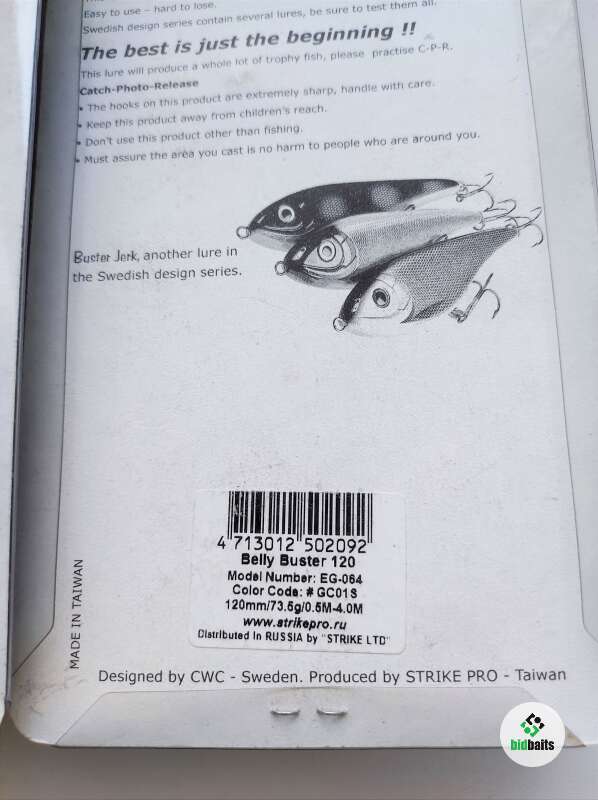 Easy to use – hard to lose.
Swedish design series contain several lures, be sure to test them all.
The best is just the beginning !!
This lure will produce a whole lot of trophy fish, please practise C-P-R.
Catch-Photo-Release
• The hooks on this product are extremely sharp, handle with care.
• Keep this product away from children's reach.
• Don't use this product other than fishing.
• Must assure the area you cast is no harm to people who are around you.
Buster Jerk, another lure in
the Swedish design series.
4 713012 502092
Belly Buster 120
Model Number: EG-064
Color Code: # GC01S
120mm/73.5g/0.5M-4.0M
www.strikepro.ru
Distributed in RUSSIA by "STRIKE LTD"
MADE IN TAIWAN
Designed by CWC - Sweden. Produced by STRIKE PRO - Taiwan
bidbaits